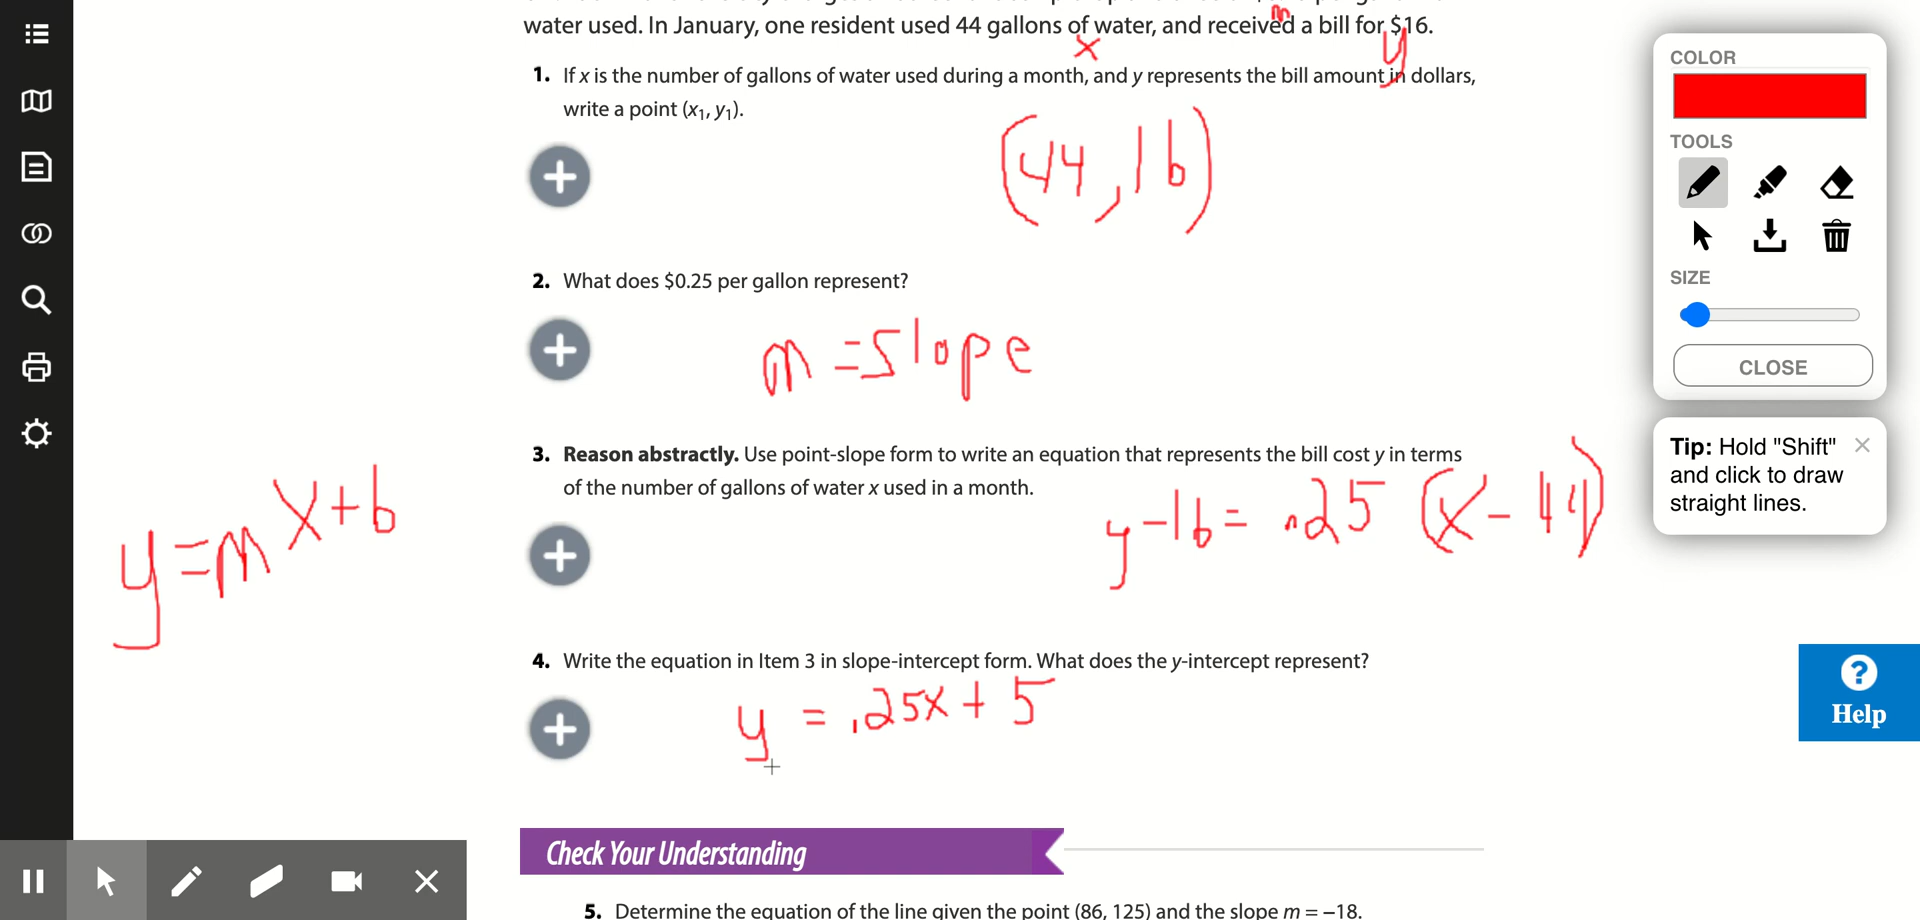 water used. In January, one resident used 44 gallons of water, and received a bill for $16.
m
x
y
1. If x is the number of gallons of water used during a month, and y represents the bill amount in dollars,
write a point (x₁, y₁).
(44, 16)
2. What does $0.25 per gallon represent?
m = slope
3. Reason abstractly. Use point-slope form to write an equation that represents the bill cost y in terms
of the number of gallons of water x used in a month.
y - 16 = .25 (x - 44)
y = mx + b
4. Write the equation in Item 3 in slope-intercept form. What does the y-intercept represent?
y = .25x + 5
Check Your Understanding
5. Determine the equation of the line given the point (86, 125) and the slope m = −18.
COLOR
TOOLS
SIZE
CLOSE
Tip: Hold "Shift"
and click to draw
straight lines.
? Help